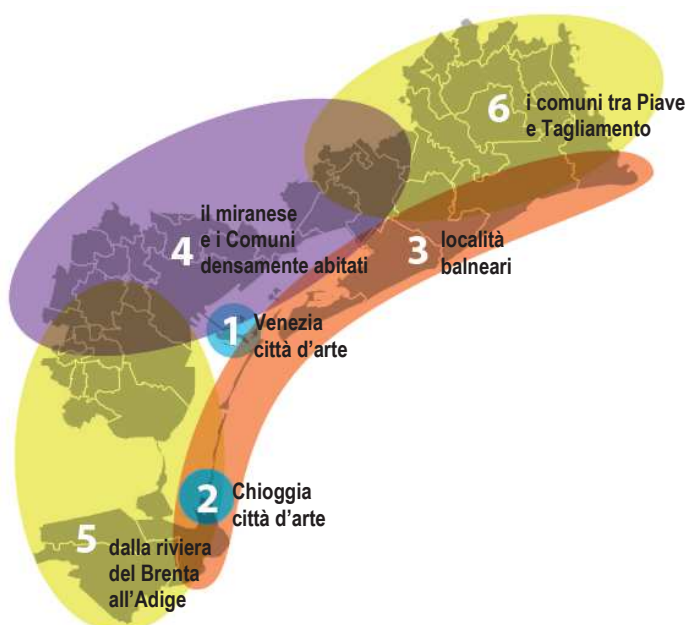 6
i comuni tra Piave
e Tagliamento
4
il miranese
e i Comuni
densamente abitati
3
località
balneari
1
Venezia
città d'arte
2
Chioggia
città d'arte
5
dalla riviera
del Brenta
all'Adige